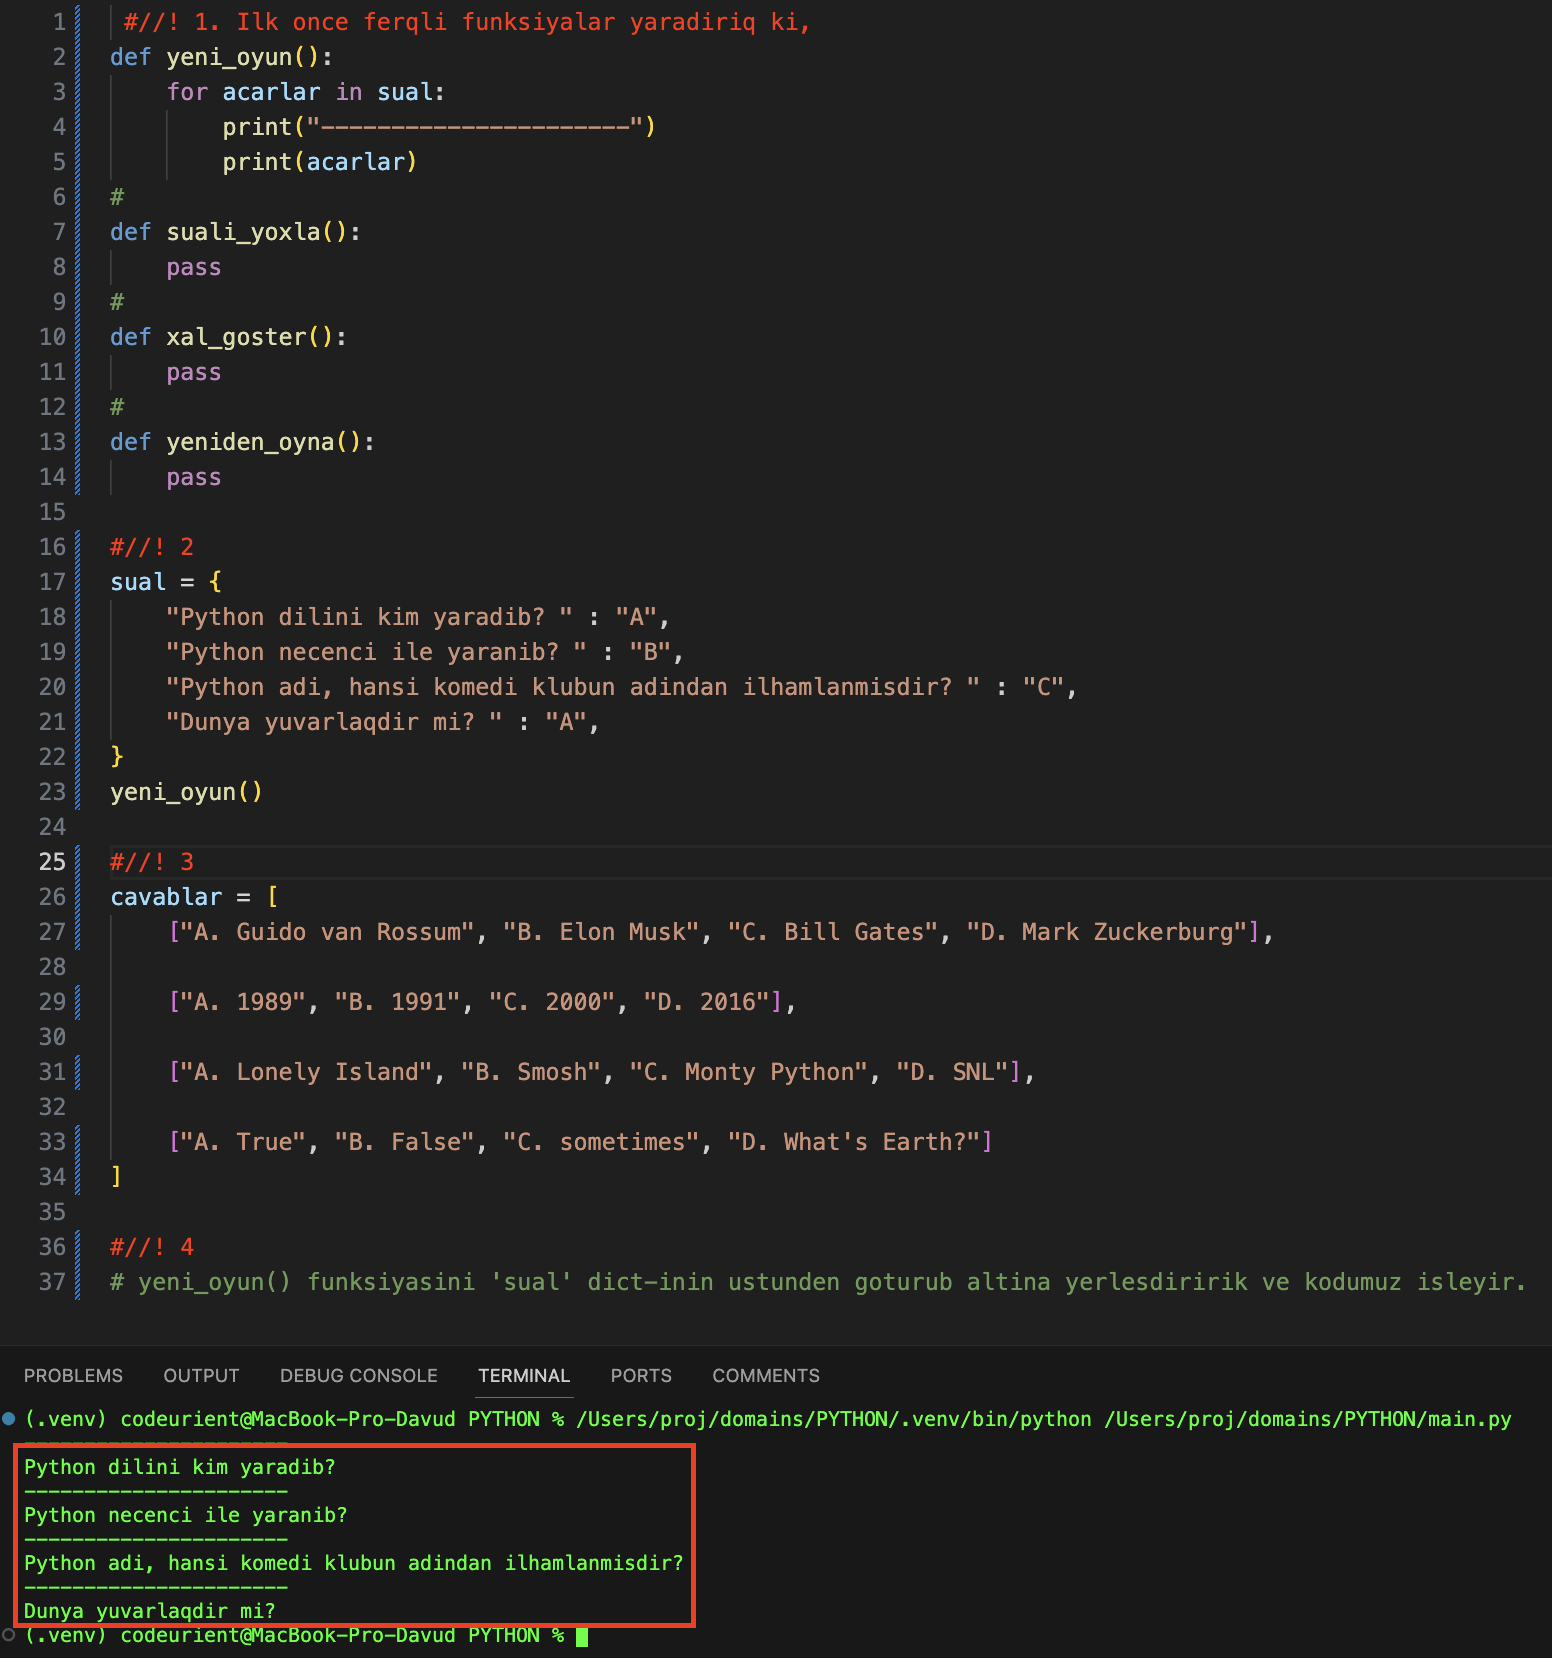 1 #//! 1. Ilk once ferqli funksiyalar yaradiriq ki,
2 def yeni_oyun():
3 for acarlar in sual:
4 print("----------------------")
5 print(acarlar)
6 #
7 def suali_yoxla():
8 pass
9 #
10 def xal_goster():
11 pass
12 #
13 def yeniden_oyna():
14 pass
15
16 #//! 2
17 sual = {
18 "Python dilini kim yaradib? " : "A",
19 "Python necenci ile yaranib? " : "B",
20 "Python adi, hansi komedi klubun adindan ilhamlanmisdir? " : "C",
21 "Dunya yuvarlaqdir mi? " : "A",
22 }
23 yeni_oyun()
24
25 #//! 3
26 cavablar = [
27 ["A. Guido van Rossum", "B. Elon Musk", "C. Bill Gates", "D. Mark Zuckerburg"],
28
29 ["A. 1989", "B. 1991", "C. 2000", "D. 2016"],
30
31 ["A. Lonely Island", "B. Smosh", "C. Monty Python", "D. SNL"],
32
33 ["A. True", "B. False", "C. sometimes", "D. What's Earth?"]
34 ]
35
36 #//! 4
37 # yeni_oyun() funksiyasini 'sual' dict-inin ustunden goturub altina yerlesdiririk ve kodumuz isleyir.
PROBLEMS OUTPUT DEBUG CONSOLE TERMINAL PORTS COMMENTS
(.venv) codeurient@MacBook-Pro-Davud PYTHON % /Users/proj/domains/PYTHON/.venv/bin/python /Users/proj/domains/PYTHON/main.py
----------------------
Python dilini kim yaradib?
----------------------
Python necenci ile yaranib?
----------------------
Python adi, hansi komedi klubun adindan ilhamlanmisdir?
----------------------
Dunya yuvarlaqdir mi?
(.venv) codeurient@MacBook-Pro-Davud PYTHON %